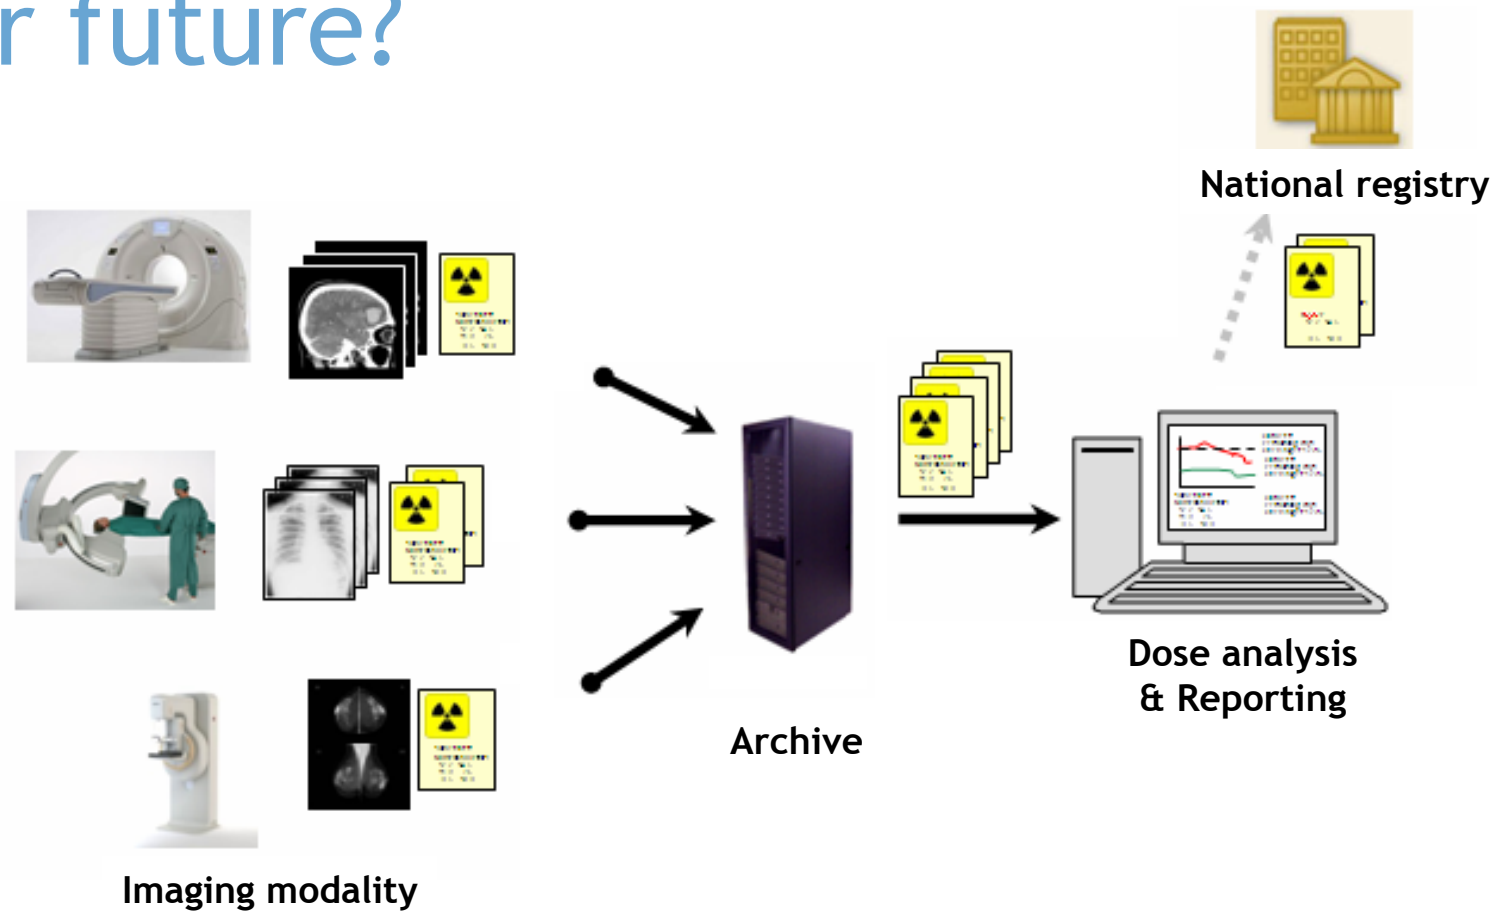 r future?
National registry
Dose analysis
& Reporting
Archive
Imaging modality